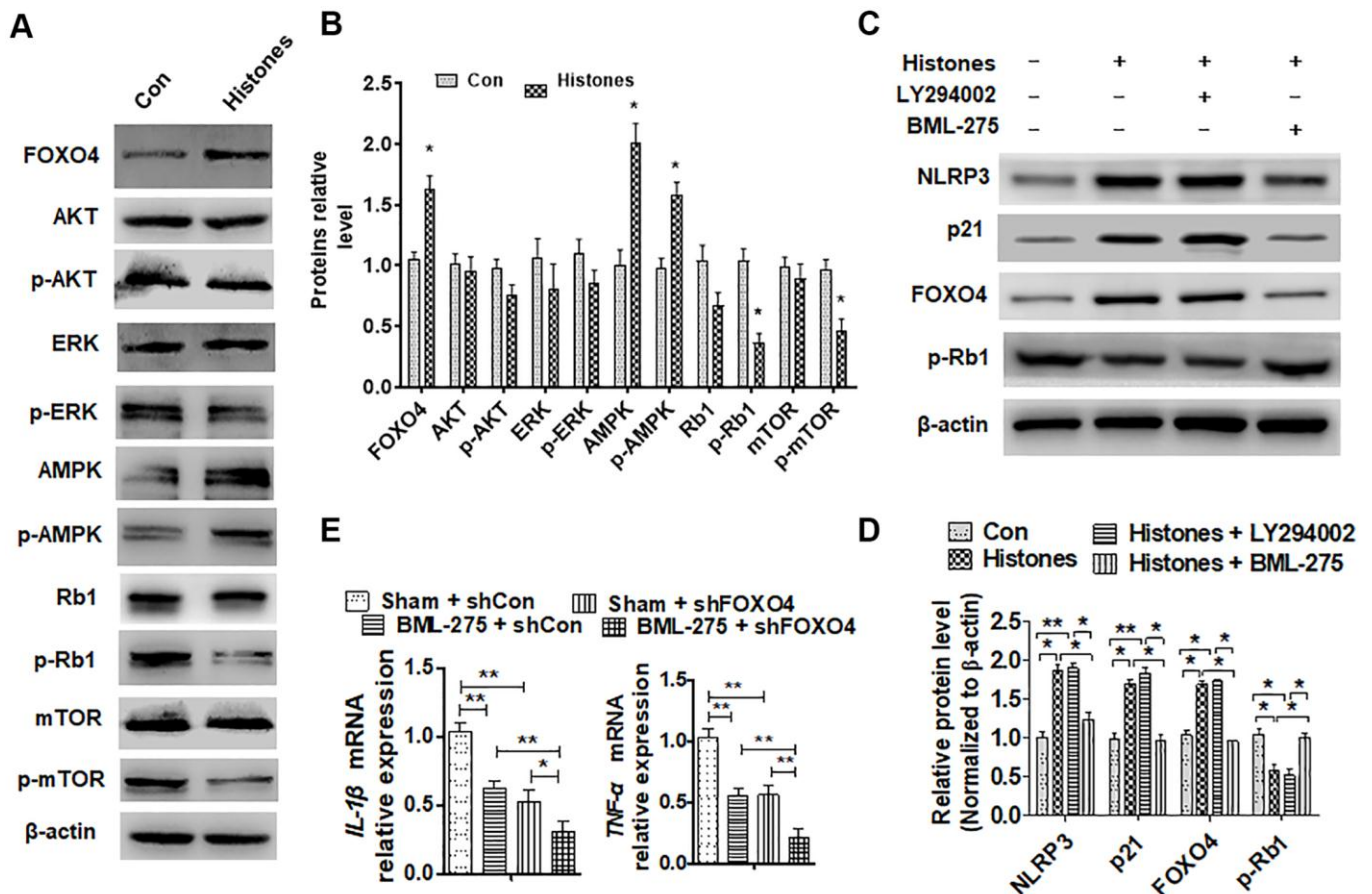 A
Con
Histones
FOXO4
AKT
p-AKT
ERK
p-ERK
AMPK
p-AMPK
Rb1
p-Rb1
mTOR
p-mTOR
β-actin
B
Con
Histones
Proteins relative
level
2.5
2.0
1.5
1.0
0.5
0.0
*
*
*
*
*
FOXO4
AKT
p-AKT
ERK
p-ERK
AMPK
p-AMPK
Rb1
p-Rb1
mTOR
p-mTOR
C
Histones – + + +
LY294002 – – + –
BML-275 – – – +
NLRP3
p21
FOXO4
p-Rb1
β-actin
E
Sham + shCon
Sham + shFOXO4
BML-275 + shCon
BML-275 + shFOXO4
IL-1β mRNA
relative expression
1.5
1.0
0.5
0.0
**
**
**
*
TNF-α mRNA
relative expression
1.5
1.0
0.5
0.0
**
**
**
**
D
Con
Histones + LY294002
Histones
Histones + BML-275
Relative protein level
(Normalized to β-actin)
2.5
2.0
1.5
1.0
0.5
0.0
** *
* *
** *
* *
* *
* *
* *
* *
NLRP3
p21
FOXO4
p-Rb1